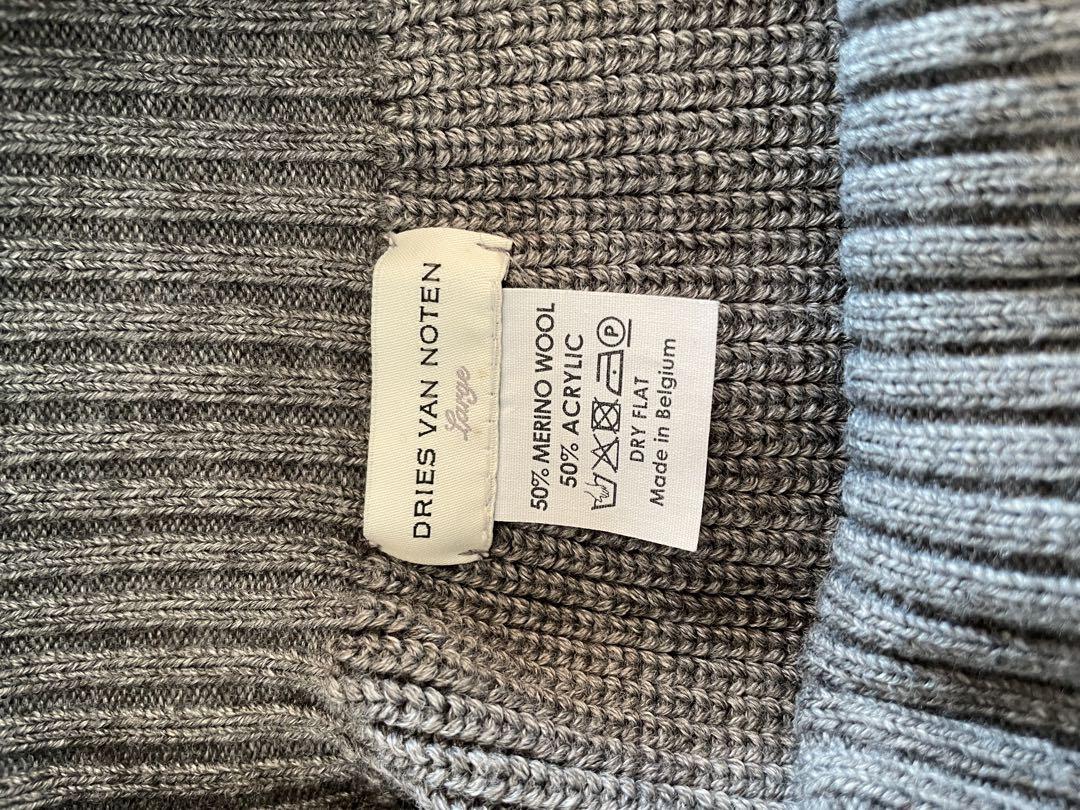 DRIES VAN NOTEN
Large
50% MERINO WOOL
50% ACRYLIC
P
DRY FLAT
Made in Belgium